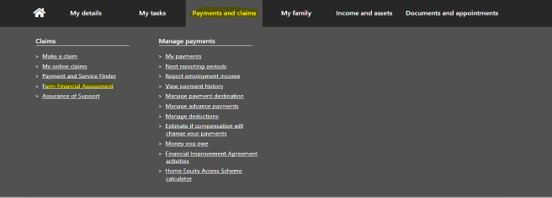 My details
My tasks
Payments and claims
My family
Income and assets
Documents and appointments
Claims
> Make a claim
> My online claims
> Payment and Service Finder
> Farm Financial Assessment
> Assurance of Support
Manage payments
> My payments
> Next reporting periods
> Report employment income
> View payment history
> Manage payment destination
> Manage advance payments
> Manage deductions
> Estimate if compensation will
change your payments
> Money you owe
> Financial Improvement Agreement
activities
> Home Equity Access Scheme
calculator